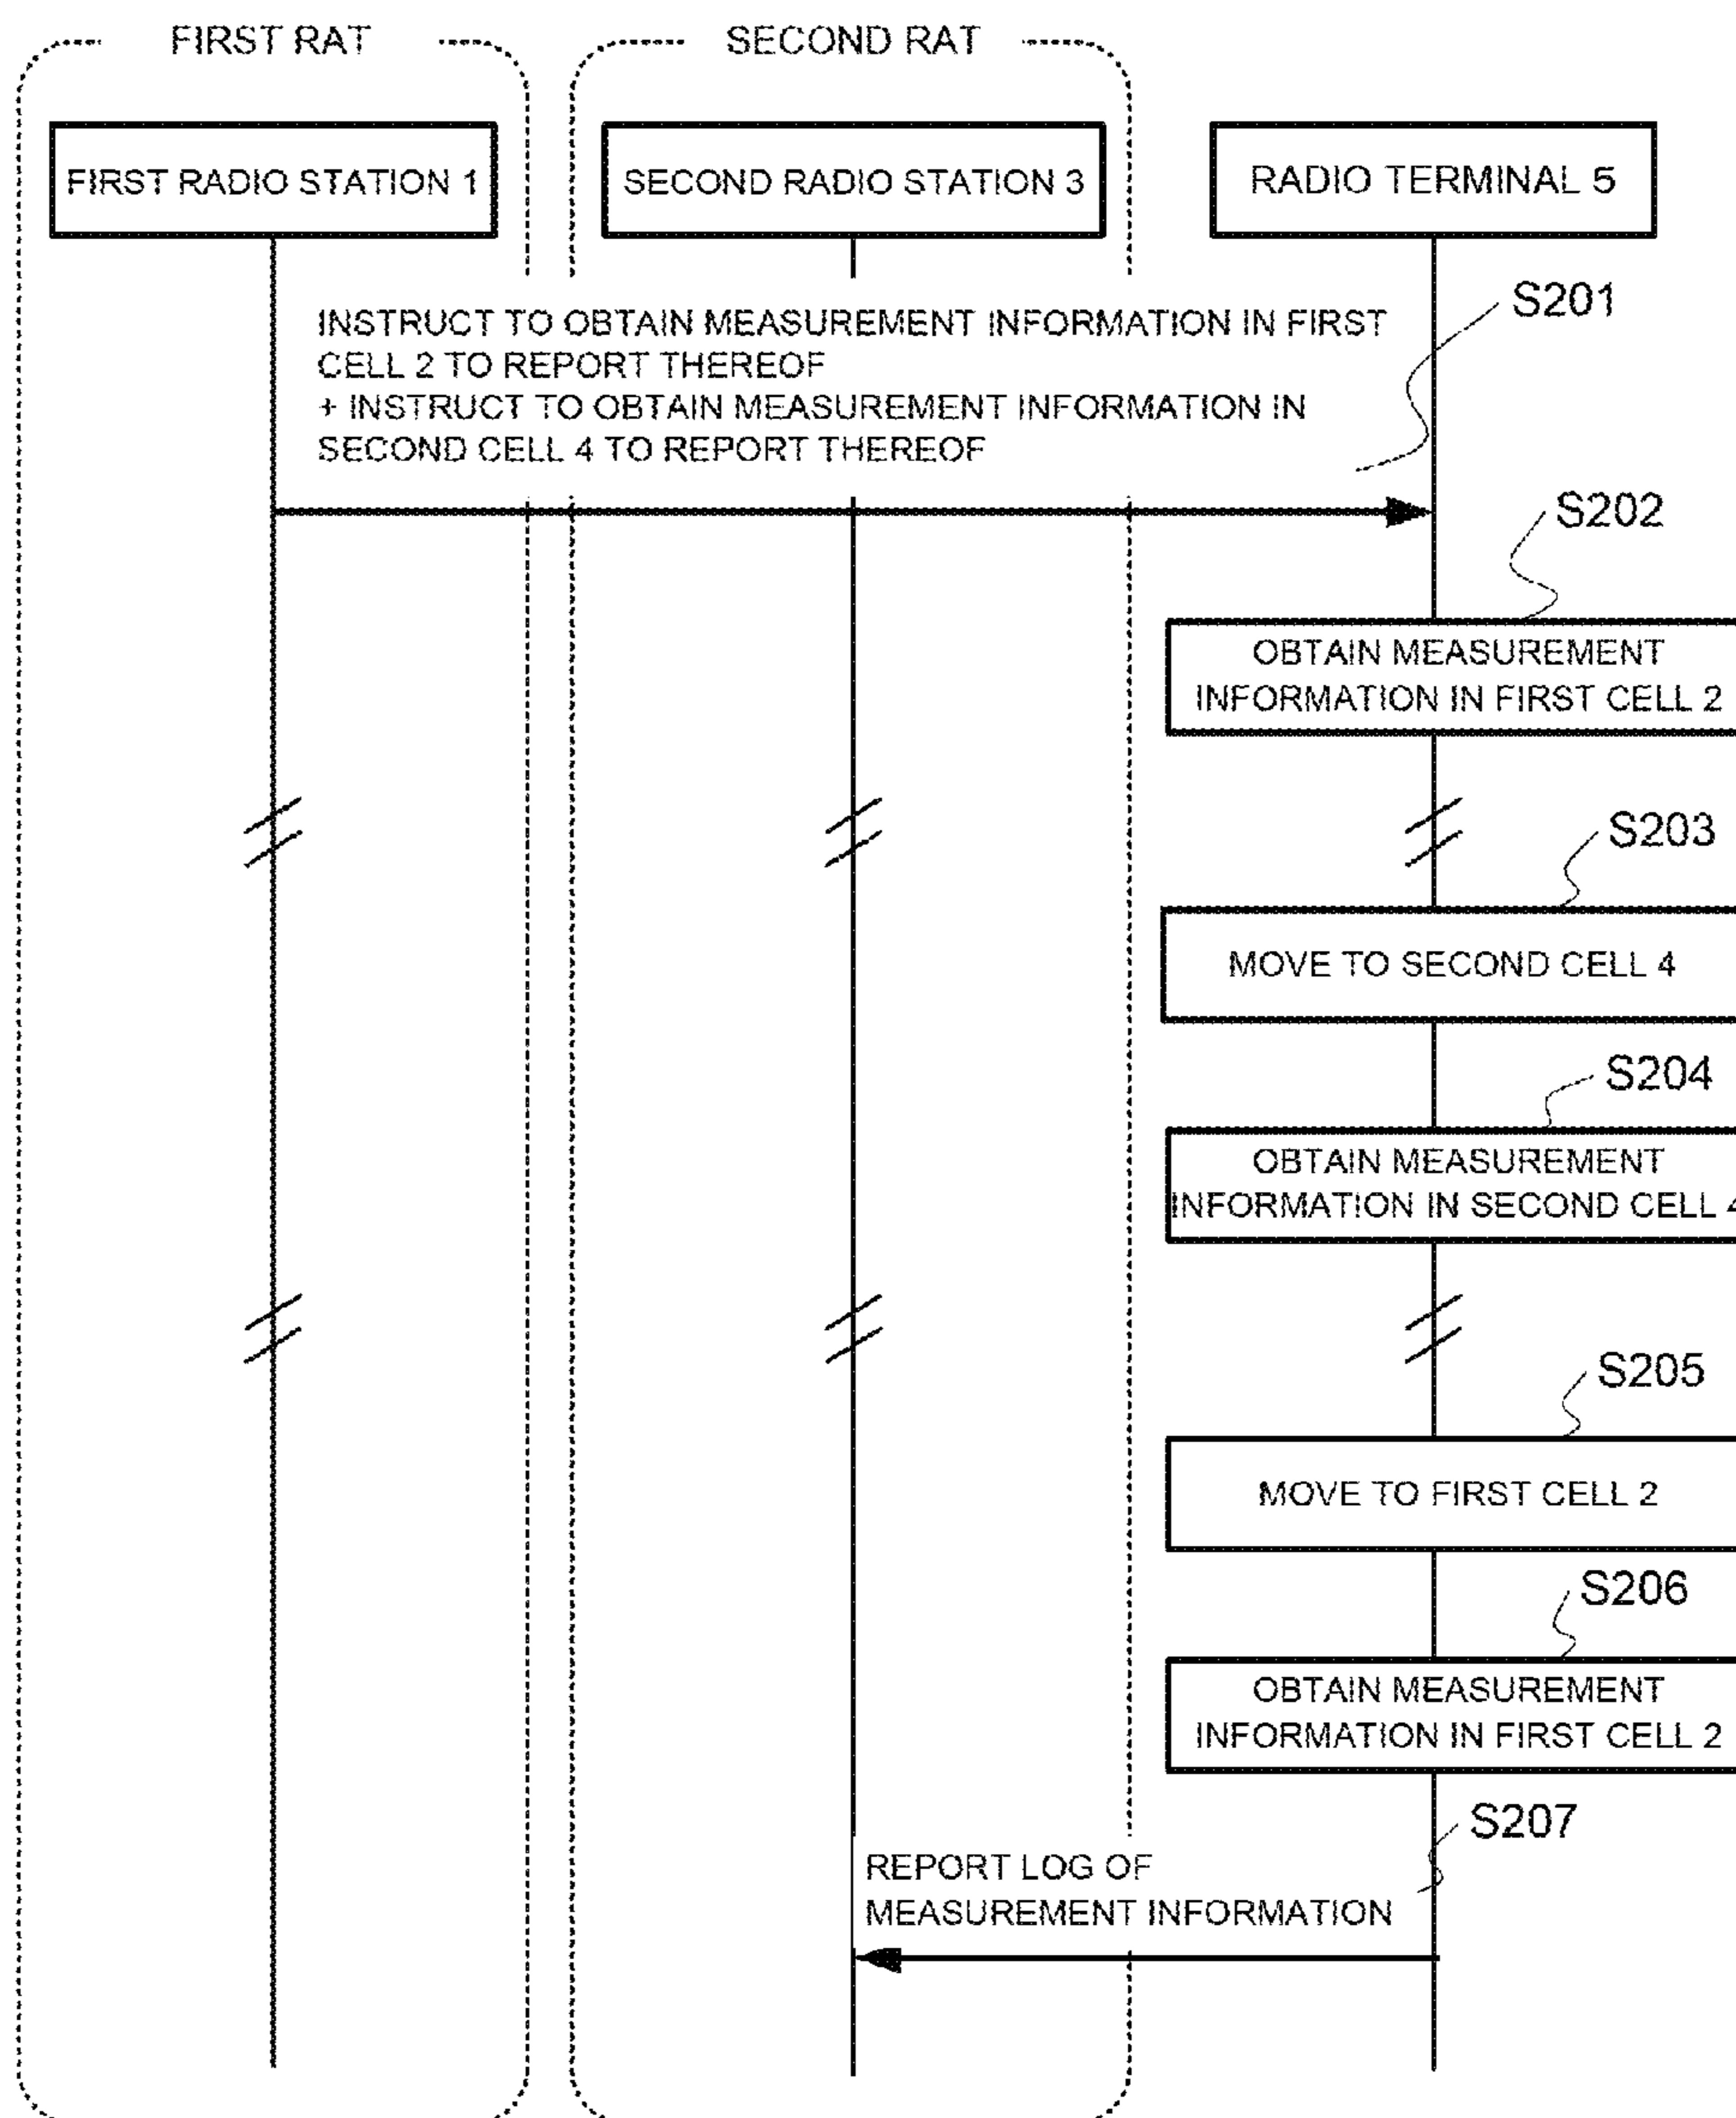 FIRST RAT
SECOND RAT
FIRST RADIO STATION 1
SECOND RADIO STATION 3
RADIO TERMINAL 5
S201
INSTRUCT TO OBTAIN MEASUREMENT INFORMATION IN FIRST
CELL 2 TO REPORT THEREOF
+ INSTRUCT TO OBTAIN MEASUREMENT INFORMATION IN
SECOND CELL 4 TO REPORT THEREOF
S202
OBTAIN MEASUREMENT
INFORMATION IN FIRST CELL 2
S203
MOVE TO SECOND CELL 4
S204
OBTAIN MEASUREMENT
INFORMATION IN SECOND CELL 4
S205
MOVE TO FIRST CELL 2
S206
OBTAIN MEASUREMENT
INFORMATION IN FIRST CELL 2
S207
REPORT LOG OF
MEASUREMENT INFORMATION